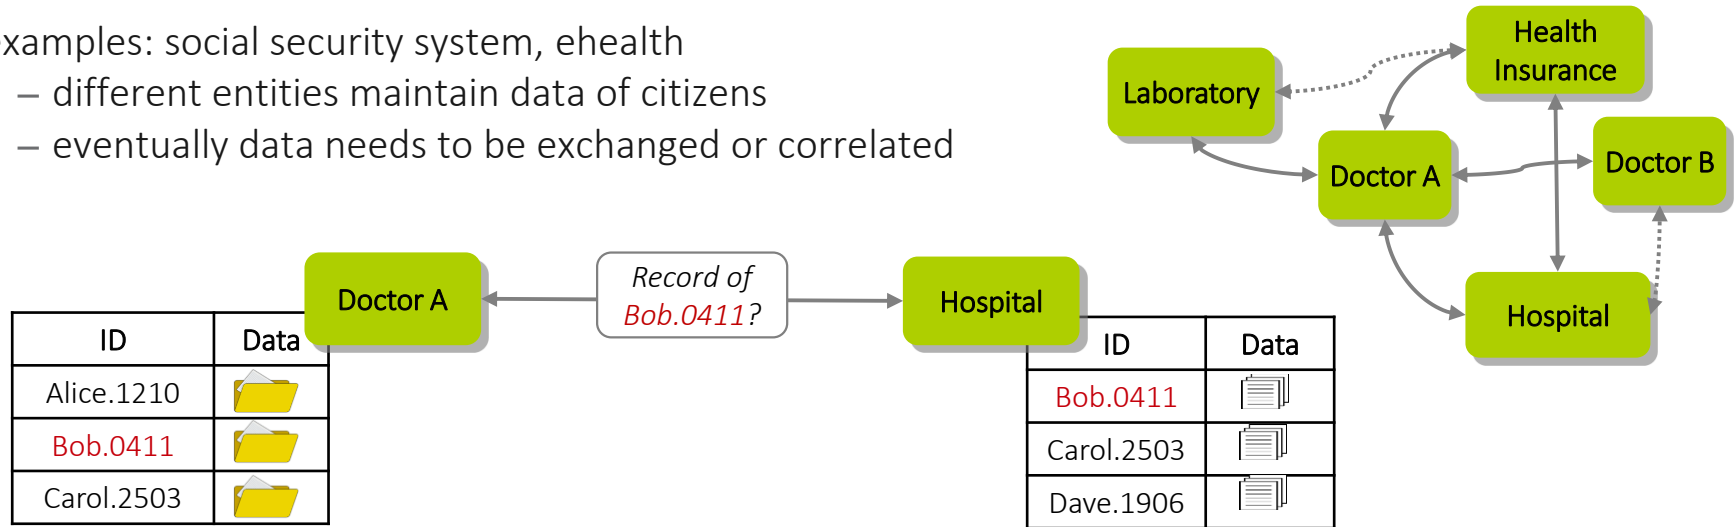 examples: social security system, ehealth
– different entities maintain data of citizens
– eventually data needs to be exchanged or correlated
Health
Insurance
Laboratory
Doctor A
Doctor B
Hospital
Doctor A
Record of
Bob.0411?
Hospital
ID Data
Alice.1210
Bob.0411
Carol.2503
ID Data
Bob.0411
Carol.2503
Dave.1906